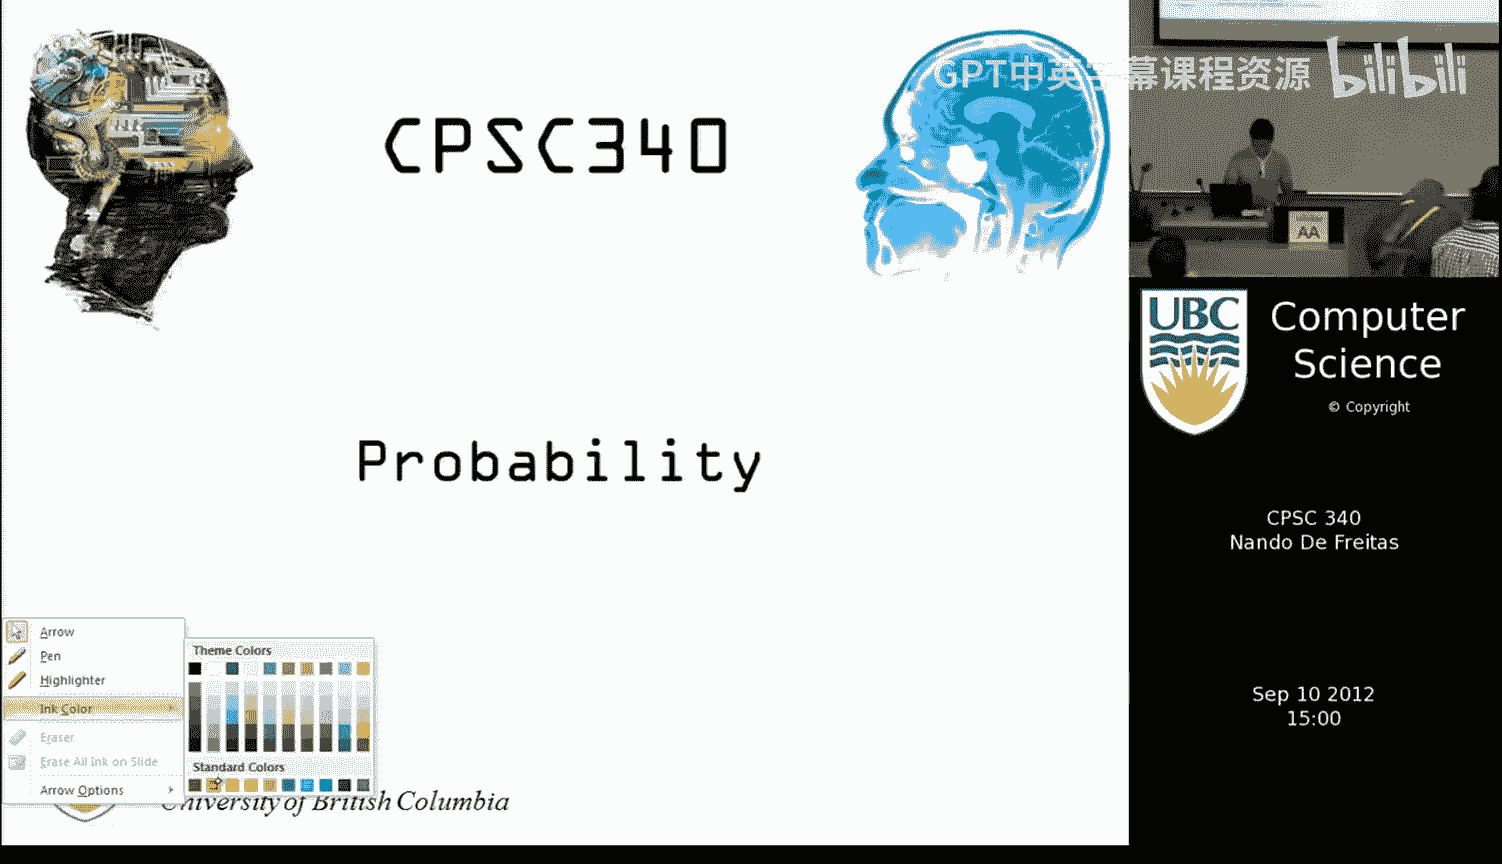 CPSC340
Probability
Arrow
Pen
Highlighter
Ink Color
Eraser
Erase All Ink on Slide
Arrow Options
Theme Colors
Standard Colors
University of British Columbia
GPT中英字幕课程资源 bilibili
AA
UBC
Computer
Science
© Copyright
CPSC 340
Nando De Freitas
Sep 10 2012
15:00